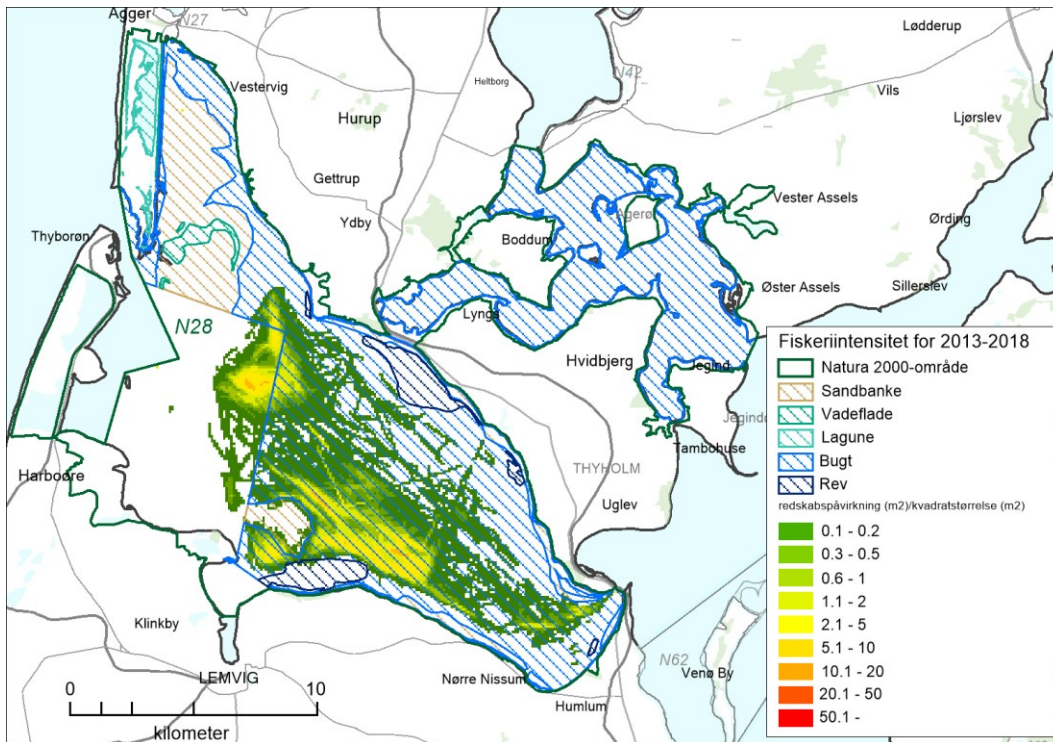 Agger
N27
Lødderup
Heltborg
N42
Vestervig
Vils
Hurup
Ljørslev
Gettrup
Vester Assels
Ydby
Agerø
Ørding
Thyborøn
Boddum
Øster Assels
Sillerslev
Lyngs
N28
Hvidbjerg
Jegind
Tambohuse
THYHOLM
Harboøre
Uglev
Klinkby
LEMVIG
Nørre Nissum
N62
Venø By
Humlum
0 10
kilometer
Fiskeriintensitet for 2013-2018
Natura 2000-område
Sandbanke
Vadeflade
Lagune
Bugt
Rev
redskabspåvirkning (m2)/kvadratstørrelse (m2)
0.1 - 0.2
0.3 - 0.5
0.6 - 1
1.1 - 2
2.1 - 5
5.1 - 10
10.1 - 20
20.1 - 50
50.1 -